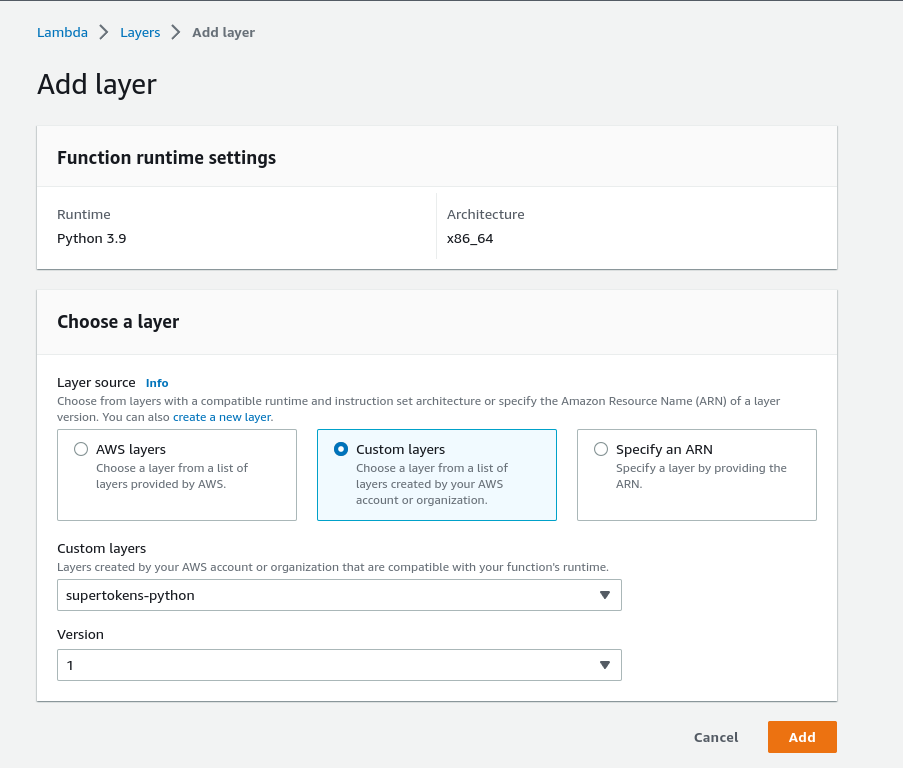 Lambda > Layers > Add layer
Add layer
Function runtime settings
Runtime
Python 3.9
Architecture
x86_64
Choose a layer
Layer source Info
Choose from layers with a compatible runtime and instruction set architecture or specify the Amazon Resource Name (ARN) of a layer
version. You can also create a new layer.
AWS layers
Choose a layer from a list of
layers provided by AWS.
Custom layers
Choose a layer from a list of
layers created by your AWS
account or organization.
Specify an ARN
Specify a layer by providing the
ARN.
Custom layers
Layers created by your AWS account or organization that are compatible with your function's runtime.
supertokens-python
Version
1
Cancel
Add